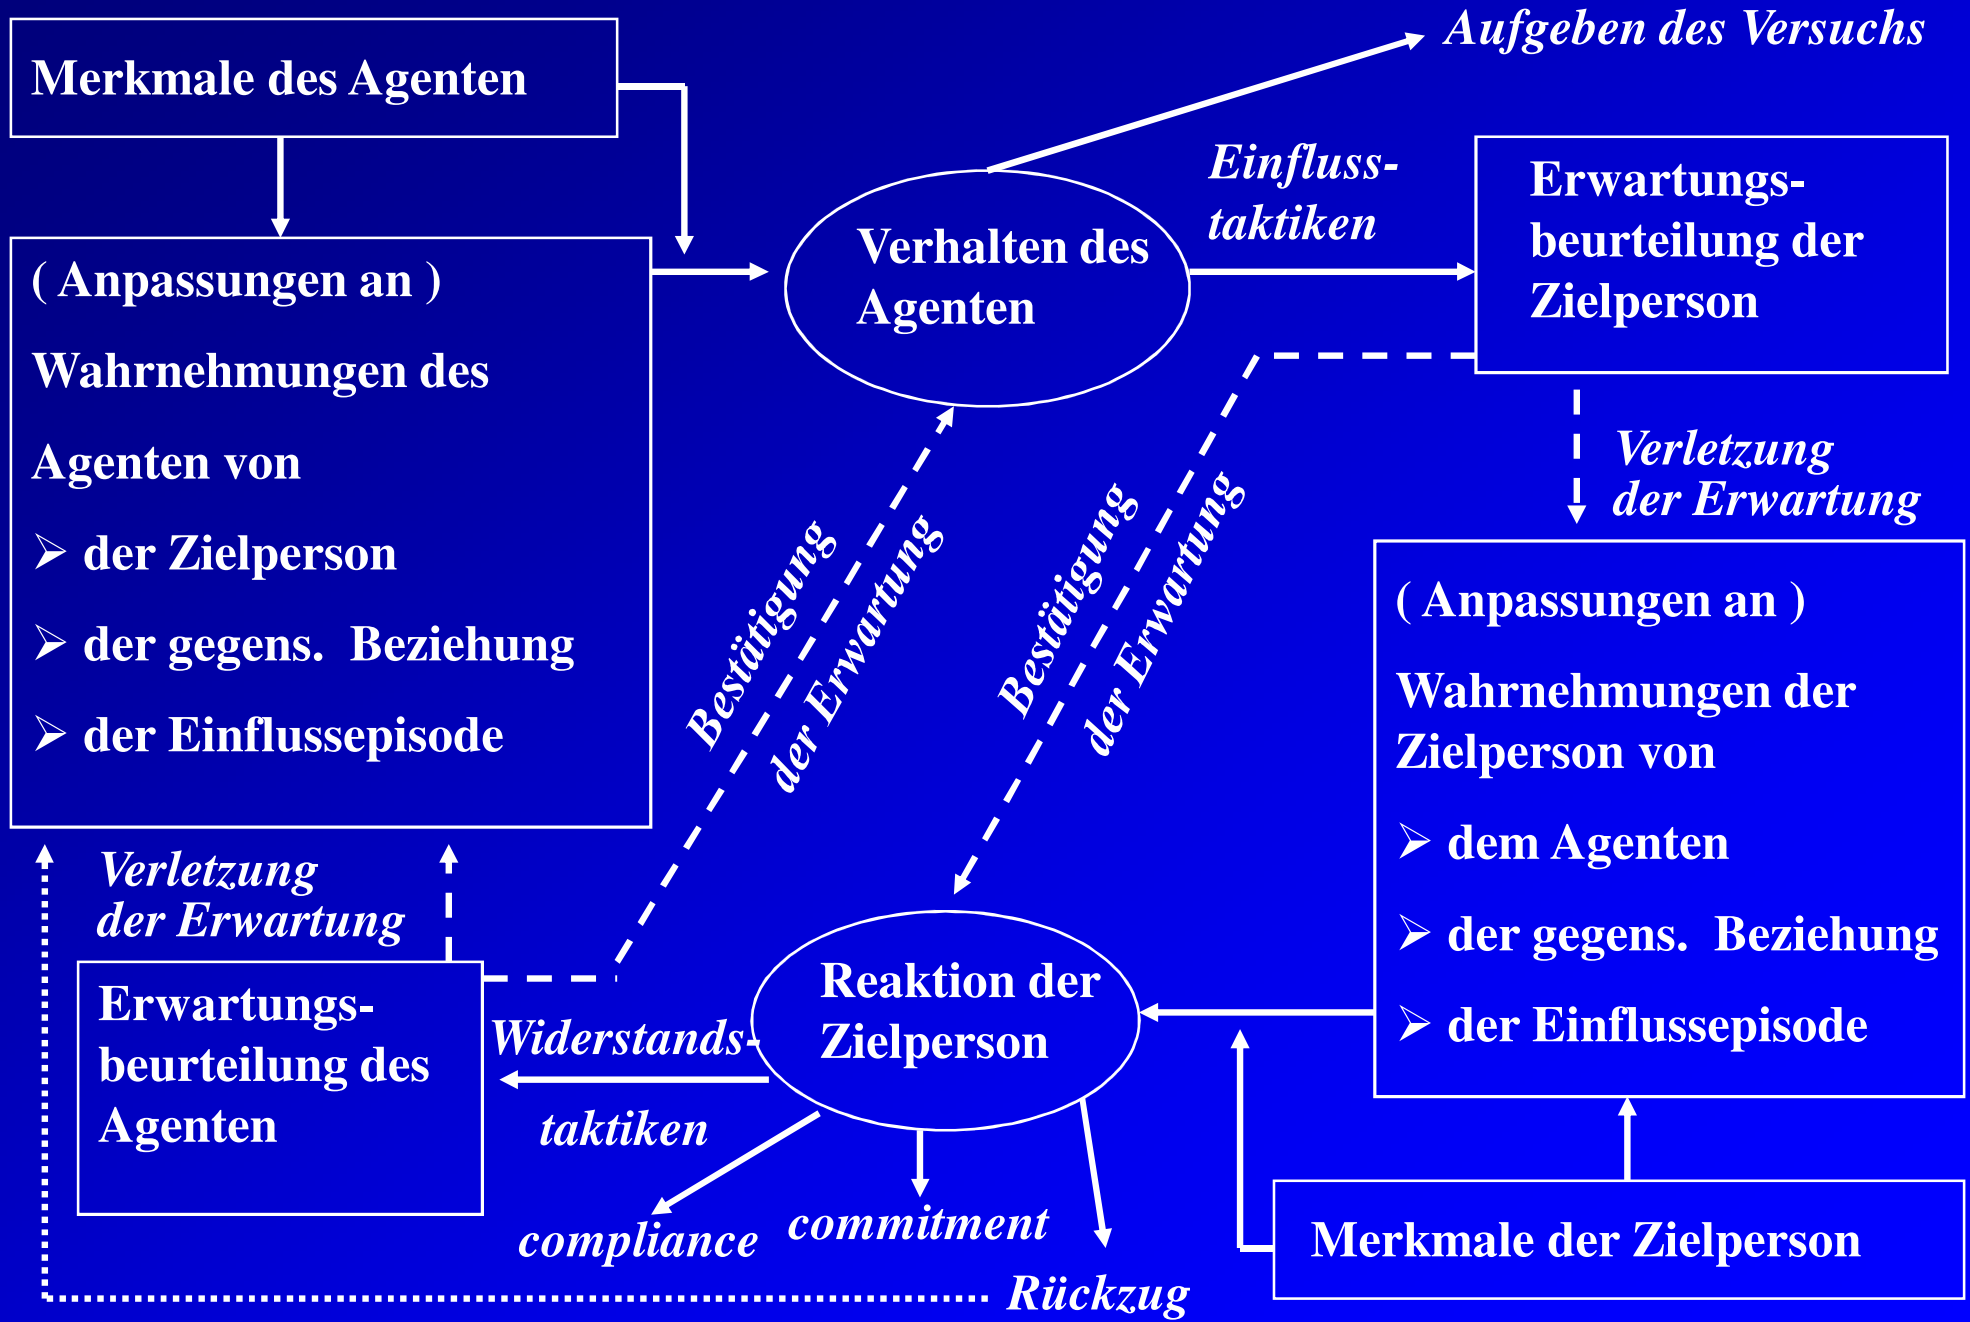 Merkmale des Agenten
Aufgeben des Versuchs
( Anpassungen an )
Wahrnehmungen des
Agenten von
➢ der Zielperson
➢ der gegens. Beziehung
➢ der Einflussepisode
Verhalten des
Agenten
Einfluss-
taktiken
Erwartungs-
beurteilung der
Zielperson
Verletzung
der Erwartung
Bestätigung
der Erwartung
Bestätigung
der Erwartung
( Anpassungen an )
Wahrnehmungen der
Zielperson von
➢ dem Agenten
➢ der gegens. Beziehung
➢ der Einflussepisode
Verletzung
der Erwartung
Erwartungs-
beurteilung des
Agenten
Widerstands-
taktiken
Reaktion der
Zielperson
compliance
commitment
Rückzug
Merkmale der Zielperson